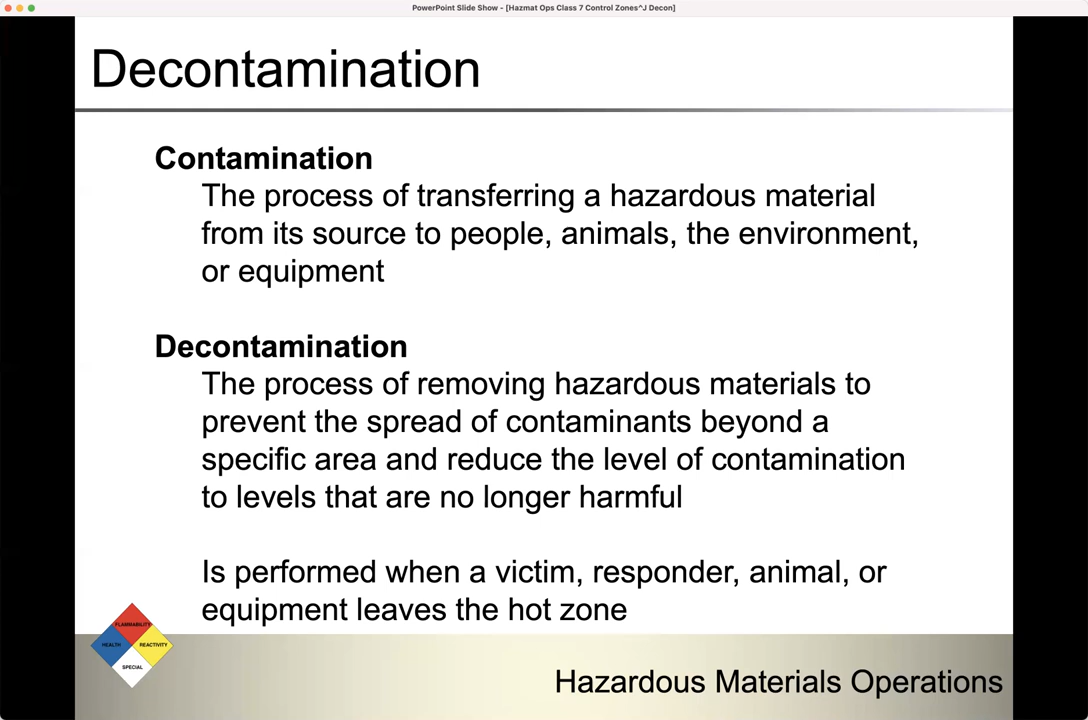 PowerPoint Slide Show - [Hazmat Ops Class 7 Control Zones^J Decon]
Decontamination
Contamination
The process of transferring a hazardous material
from its source to people, animals, the environment,
or equipment
Decontamination
The process of removing hazardous materials to
prevent the spread of contaminants beyond a
specific area and reduce the level of contamination
to levels that are no longer harmful
Is performed when a victim, responder, animal, or
equipment leaves the hot zone
FLAMMABILITY
HEALTH
REACTIVITY
SPECIAL
Hazardous Materials Operations